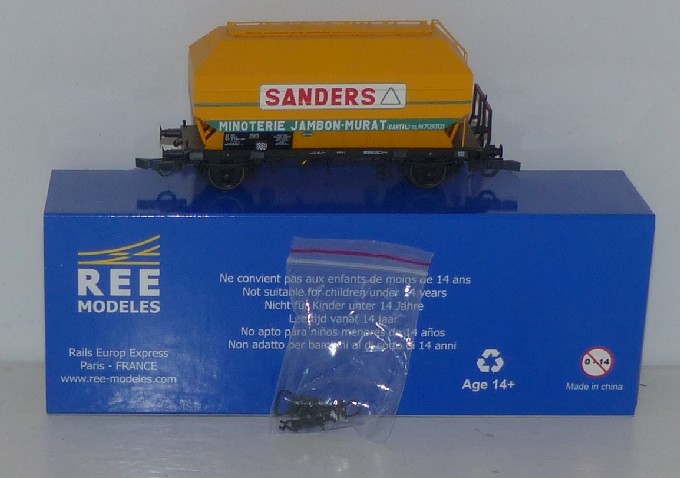 SANDERS
MINOTERIE JAMBON-MURAT (CANTAL)
REE
MODELES
Rails Europ Express
Paris - FRANCE
www.ree-modeles.com
Ne convient pas aux enfants de moins de 14 ans
Not suitable for children under 14 years
Nicht für Kinder unter 14 Jahre
Leeftijd vanaf 14 jaar
No apto para niños menores de 14 años
Non adatto per bambini al di sotto di 14 anni
Age 14+
0-14
Made in china